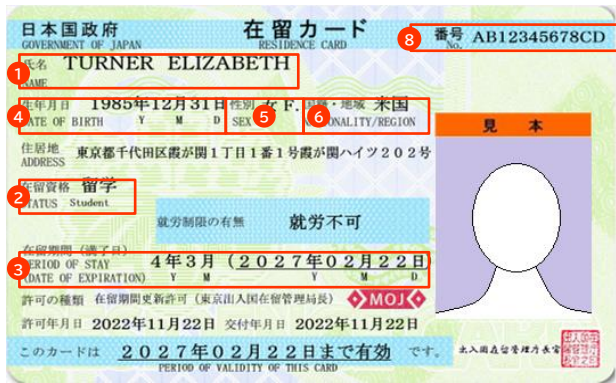 日本国政府 在留カード 番号 AB12345678CD
GOVERNMENT OF JAPAN RESIDENCE CARD No.
8
1
氏名 TURNER ELIZABETH
NAME
生年月日 1985年12月31日 性別 女 F. 国籍・地域 米国
4 5 6
DATE OF BIRTH Y M D SEX NATIONALITY/REGION
見本
住居地 東京都千代田区霞が関1丁目1番1号霞が関ハイツ202号
ADDRESS
在留資格 留学
2
STATUS Student
就労制限の有無 就労不可
在留期間(満了日)
PERIOD OF STAY 4年3月(2027年02月22日)
3
(DATE OF EXPIRATION) Y M Y M D
許可の種類 在留期間更新許可(東京出入国在留管理局長) MOJ
許可年月日 2022年11月22日 交付年月日 2022年11月22日
このカードは 2027年02月22日まで有効 です。
PERIOD OF VALIDITY OF THIS CARD
出入国在留管理庁長官